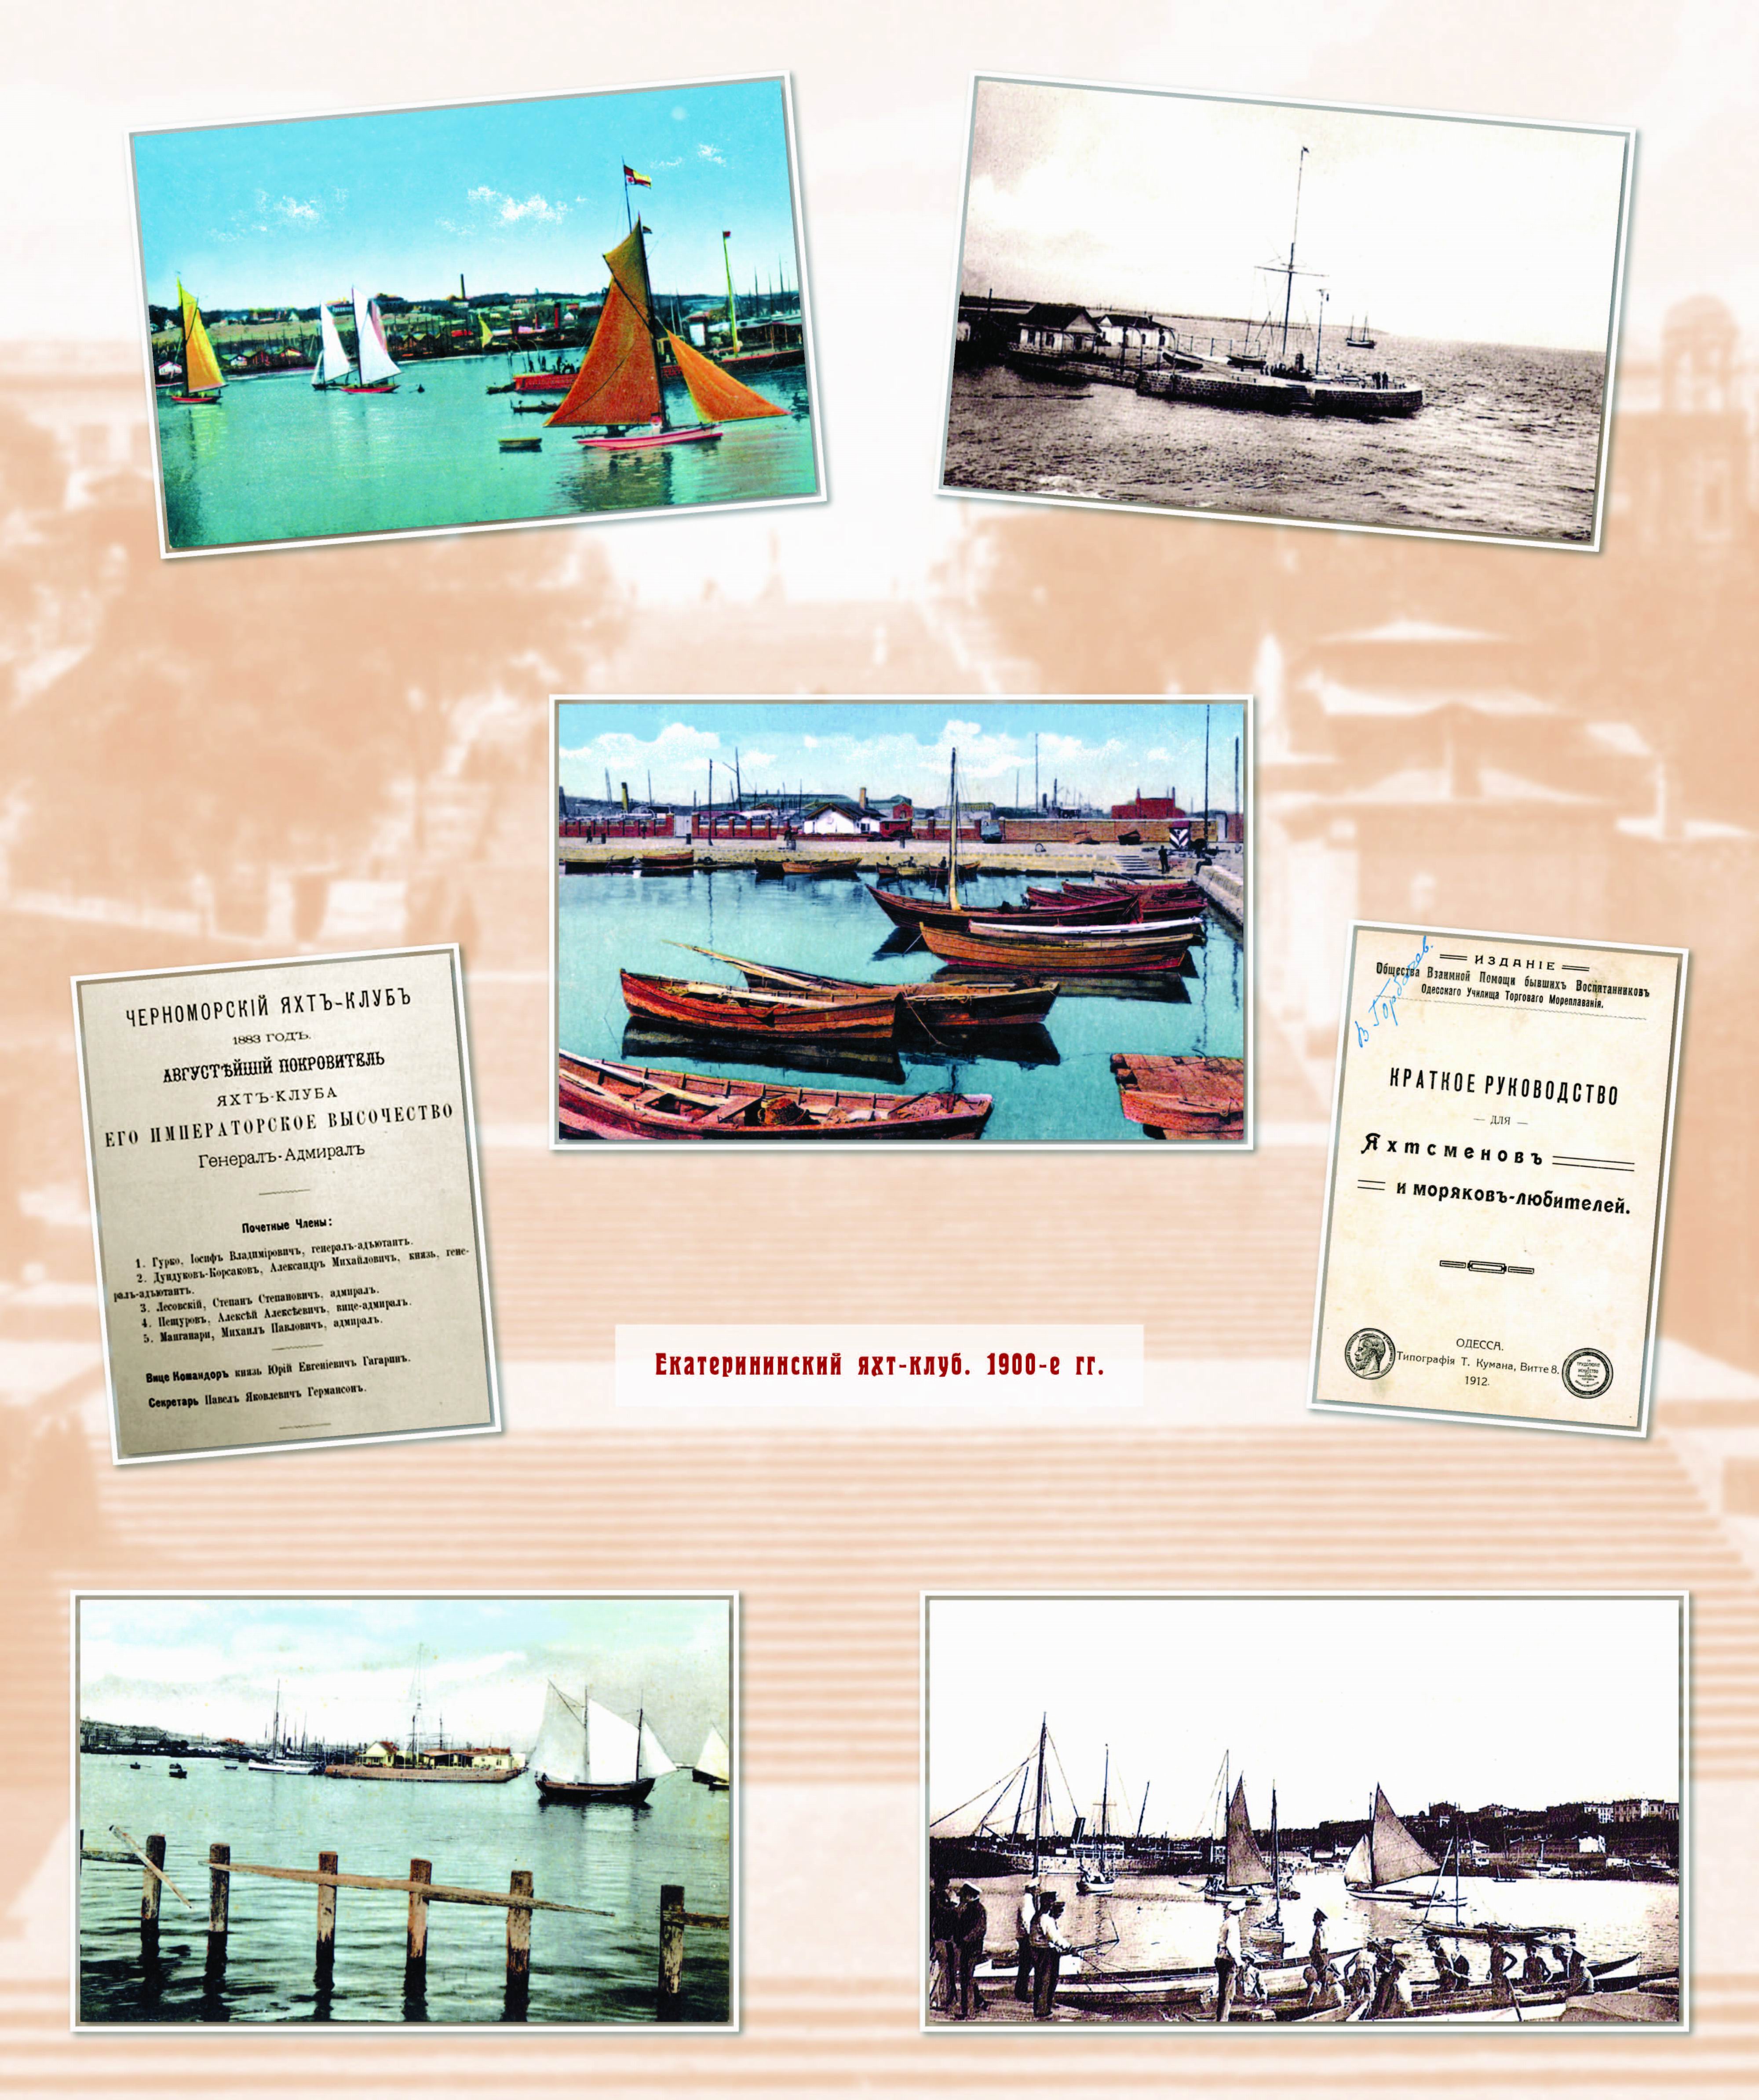 ЧЕРНОМОРСКІЙ ЯХТЪ-КЛУБЪ
1883 ГОДЪ.
АВГУСТѢЙШІЙ ПОКРОВИТЕЛЬ
ЯХТЪ-КЛУБА
ЕГО ИМПЕРАТОРСКОЕ ВЫСОЧЕСТВО
Генералъ-Адмиралъ
Почетные Члены:
1. Гурко, Іосифъ Владиміровичъ, генералъ-адъютантъ.
2. Дундуковъ-Корсаковъ, Александръ Михайловичъ, князь, гене-
ралъ-адъютантъ.
3. Лесовскій, Степанъ Степановичъ, адмиралъ.
4. Пещуровъ, Алексѣй Алексѣевичъ, вице-адмиралъ.
5. Манганари, Михаилъ Павловичъ, адмиралъ.
Вице Командоръ князь Юрій Евгеніевичъ Гагаринъ.
Секретарь Павелъ Яковлевичъ Германсонъ.
ИЗДАНІЕ
Общества Взаимной Помощи бывшихъ Воспитанниковъ
Одесскаго Училища Торговаго Мореплаванія.
КРАТКОЕ РУКОВОДСТВО
— ДЛЯ —
Яхтсменовъ
и моряковъ-любителей.
ОДЕССА.
Типографія Т. Кумана, Витте 8.
1912.
Екатерининский яхт-клуб. 1900-е гг.